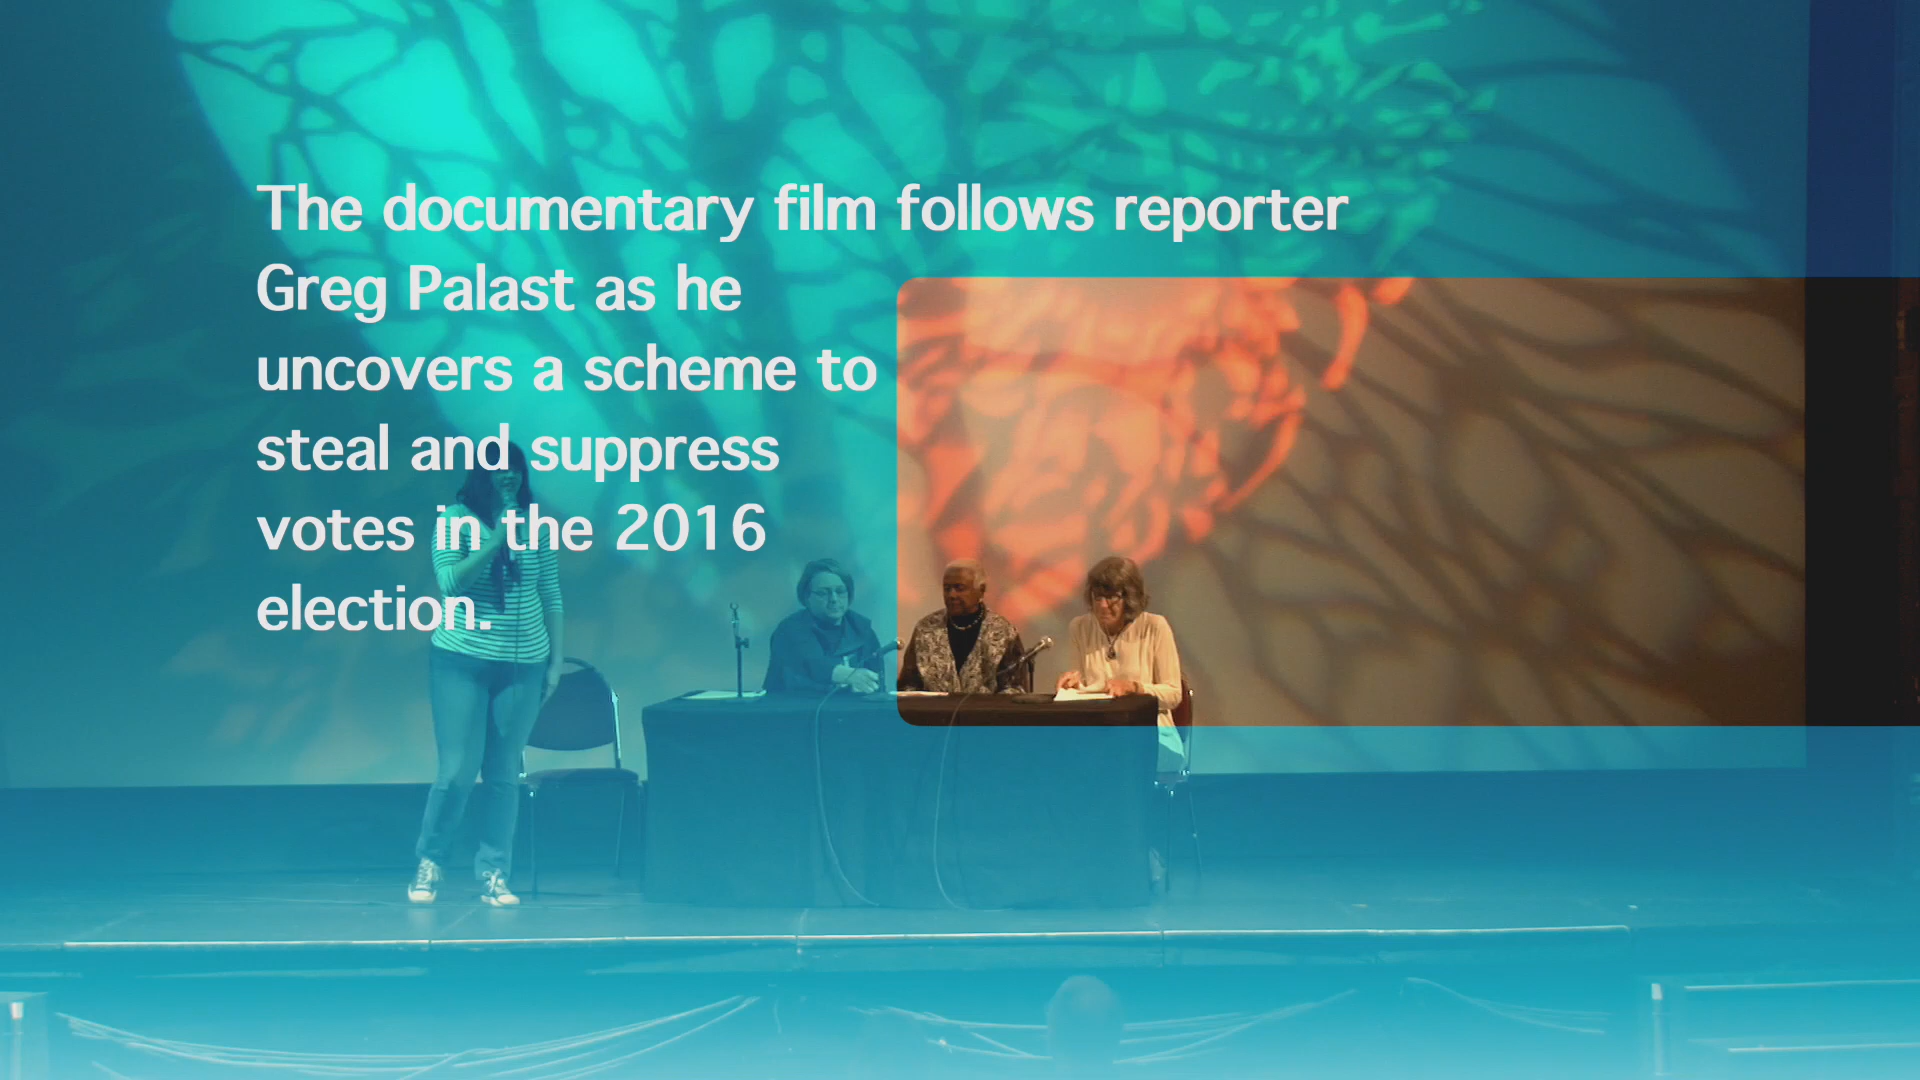 The documentary film follows reporter
Greg Palast as he
uncovers a scheme to
steal and suppress
votes in the 2016
election.